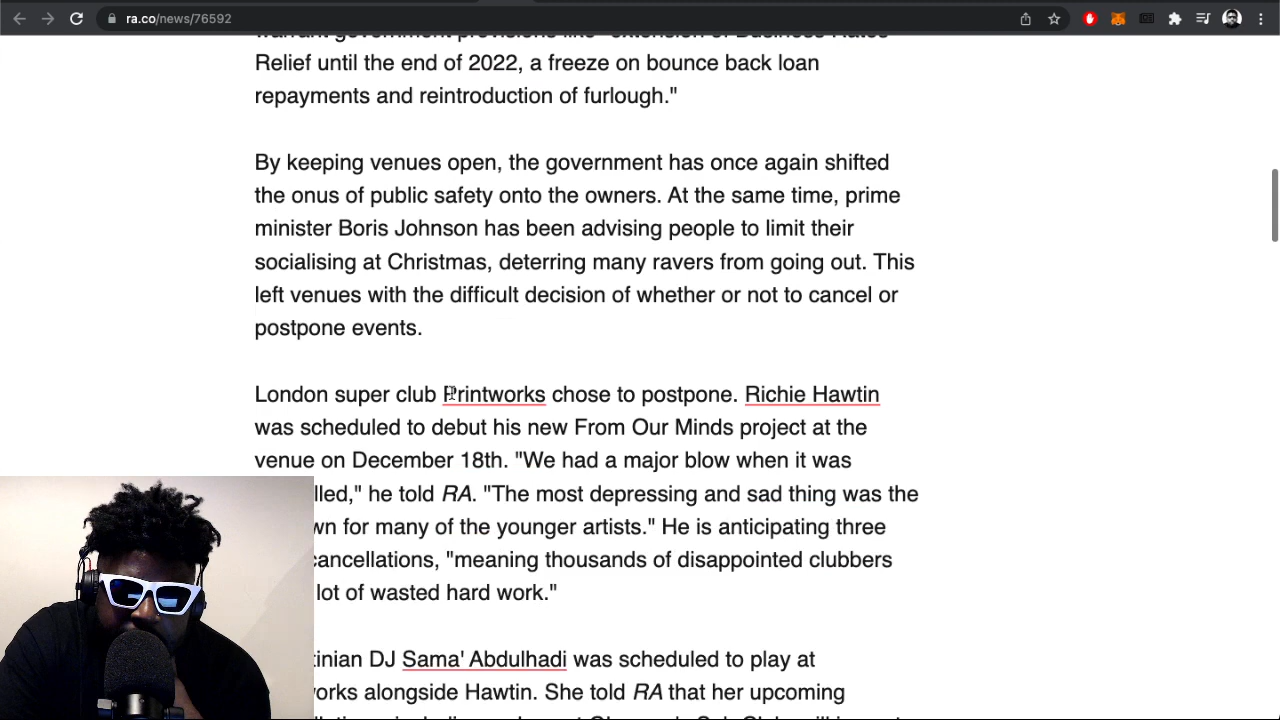 ra.co/news/76592
warrant government provisions like "extension of Business Rates
Relief until the end of 2022, a freeze on bounce back loan
repayments and reintroduction of furlough."
By keeping venues open, the government has once again shifted
the onus of public safety onto the owners. At the same time, prime
minister Boris Johnson has been advising people to limit their
socialising at Christmas, deterring many ravers from going out. This
left venues with the difficult decision of whether or not to cancel or
postpone events.
London super club Printworks chose to postpone. Richie Hawtin
was scheduled to debut his new From Our Minds project at the
venue on December 18th. "We had a major blow when it was
lled," he told RA. "The most depressing and sad thing was the
wn for many of the younger artists." He is anticipating three
cancellations, "meaning thousands of disappointed clubbers
lot of wasted hard work."
tinian DJ Sama' Abdulhadi was scheduled to play at
orks alongside Hawtin. She told RA that her upcoming